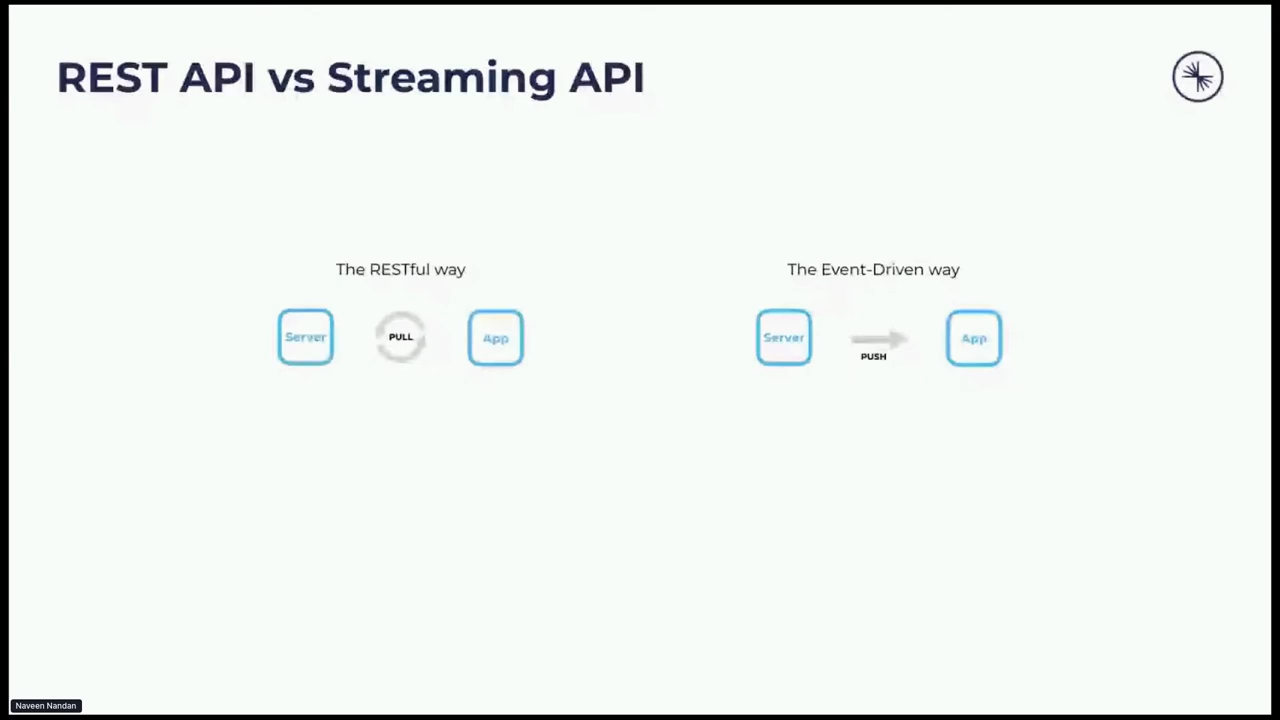 REST API vs Streaming API
The RESTful way
Server
PULL
App
The Event-Driven way
Server
PUSH
App
Naveen Nandan